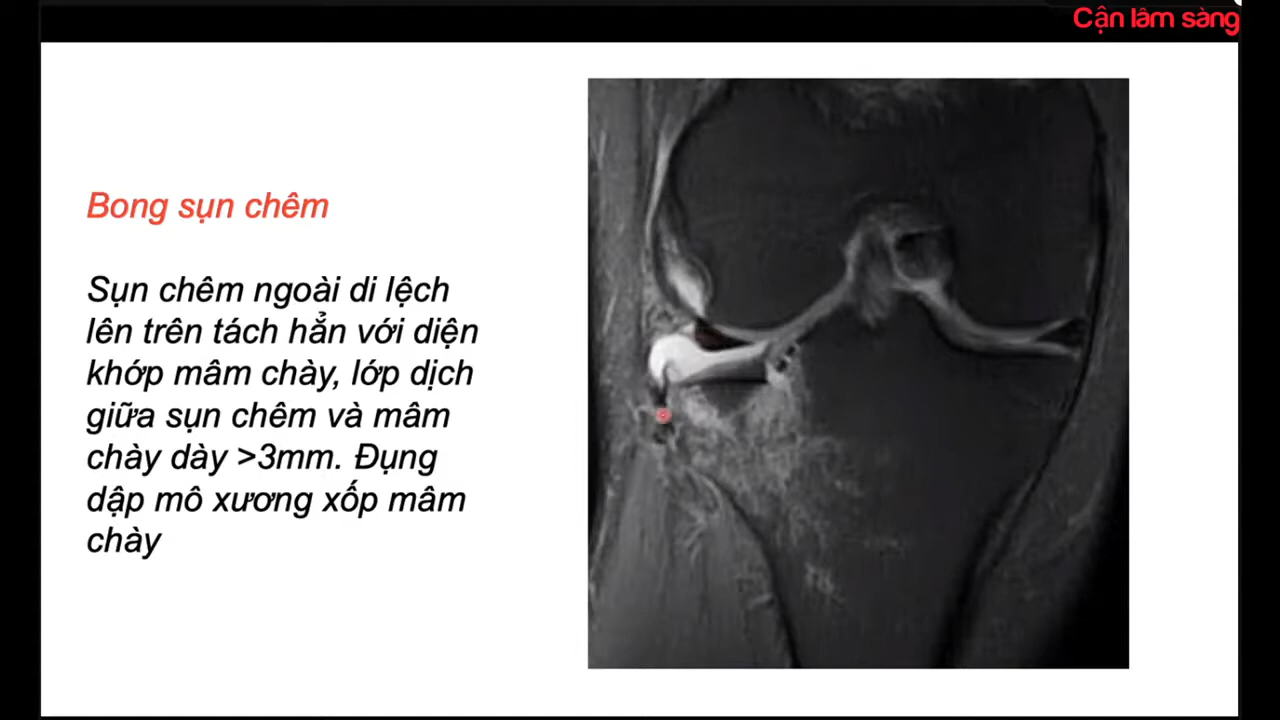 Cận lâm sàng
Bong sụn chêm
Sụn chêm ngoài di lệch
lên trên tách hẳn với diện
khớp mâm chày, lớp dịch
giữa sụn chêm và mâm
chày dày >3mm. Đụng
dập mô xương xốp mâm
chày